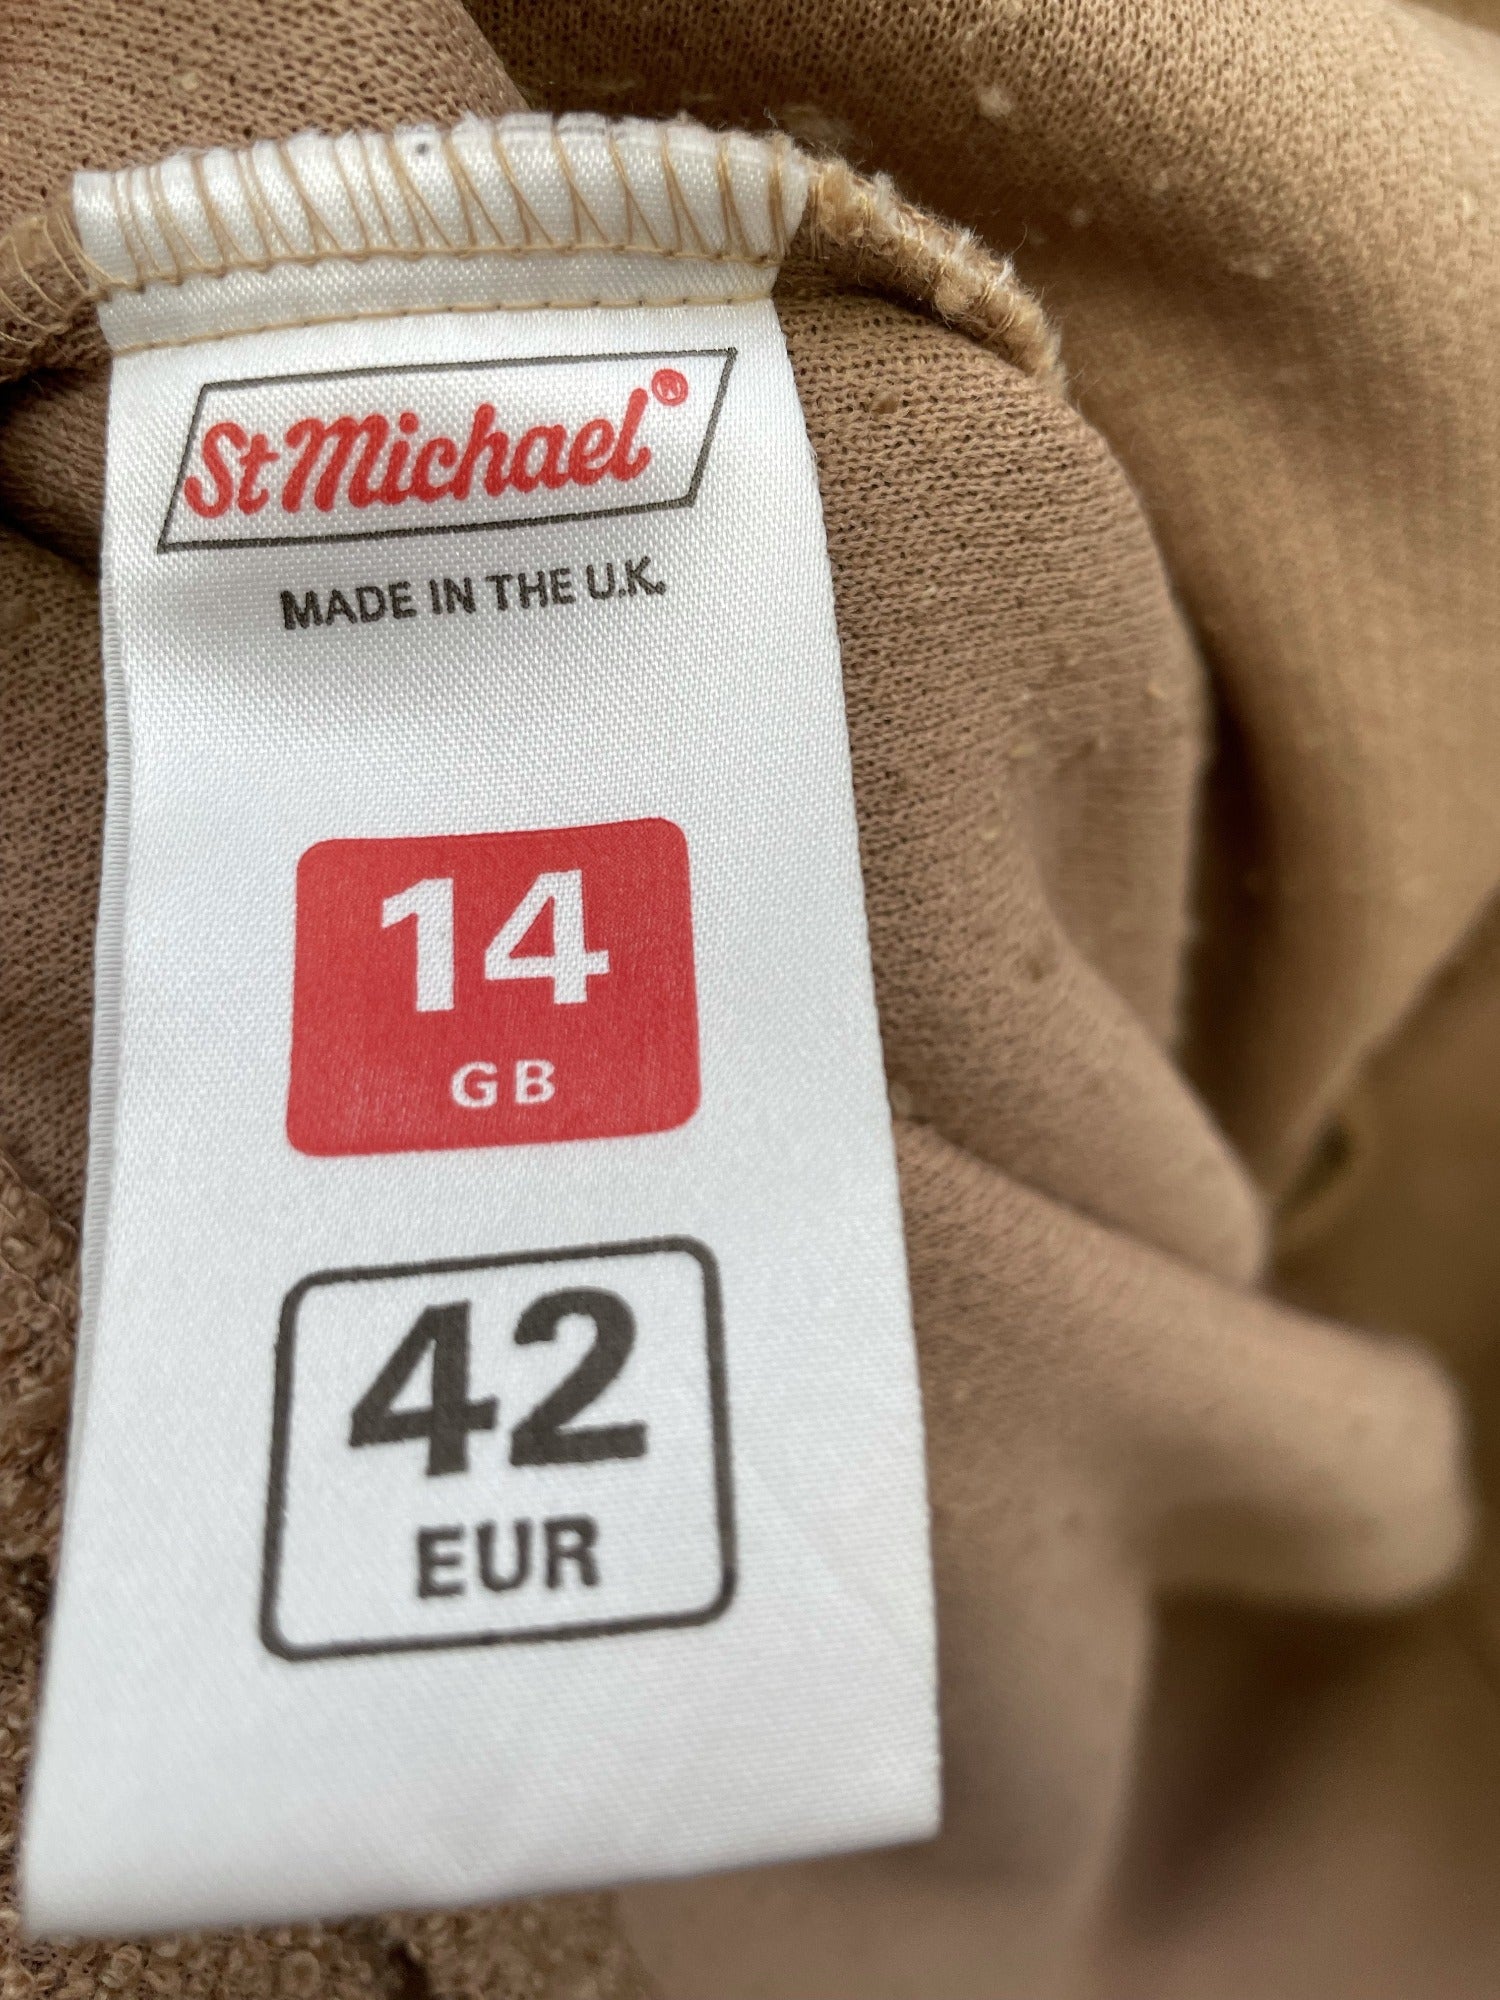 St Michael®
MADE IN THE U.K.
14
GB
42
EUR